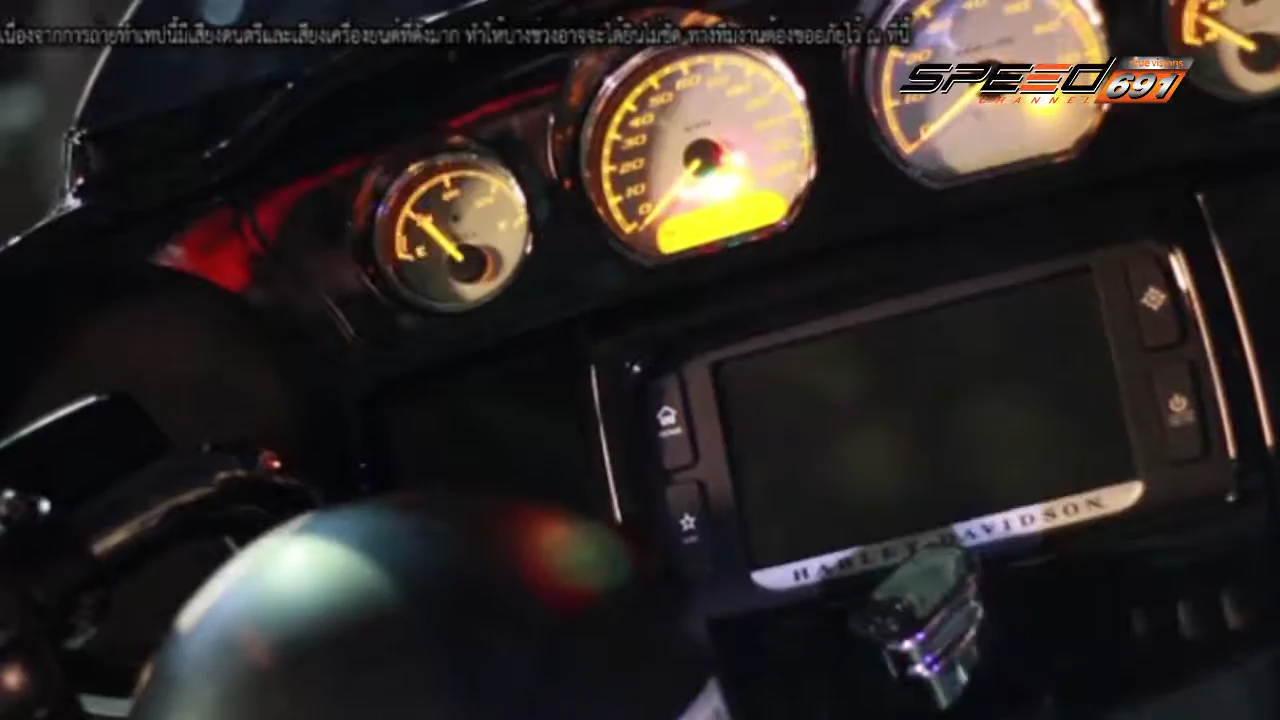 เนื่องจากการถ่ายทำเทปนี้มีเสียงดนตรีและเสียงเครื่องยนต์ที่ดังมาก ทำให้บางช่วงอาจจะได้ยินไม่ชัด ทางทีมงานต้องขออภัยไว้ ณ ที่นี้
true visions
SPEED 691
CHANNEL
60
50
40
30
20
10
0
E
HARLEY-DAVIDSON